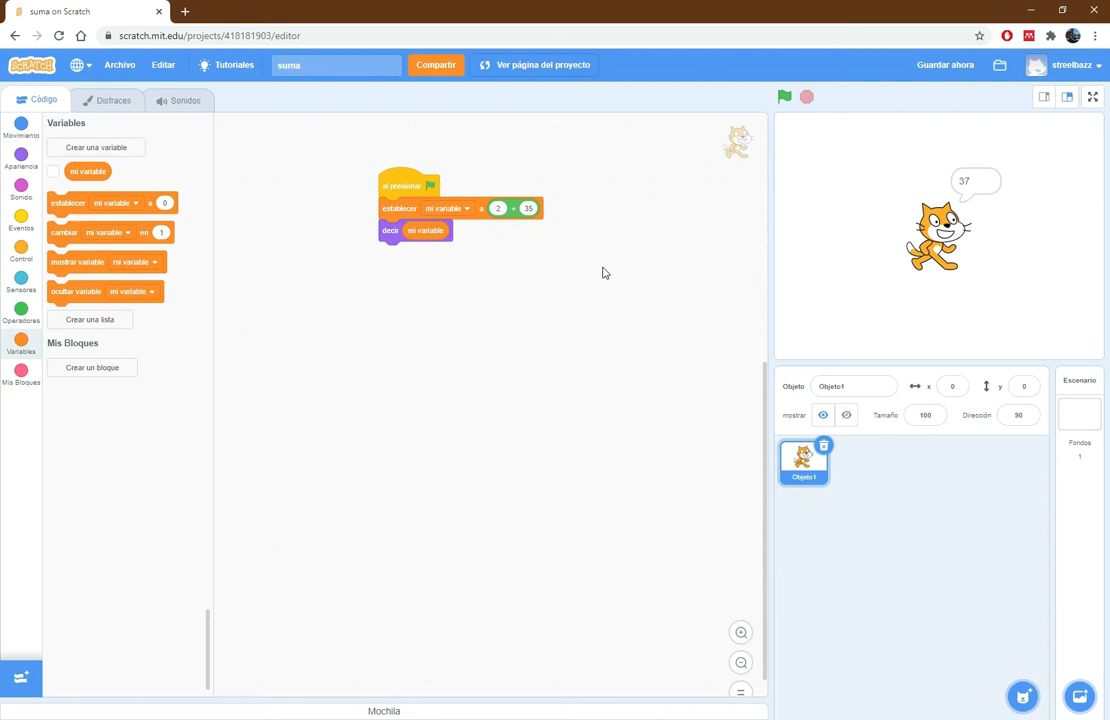 suma on Scratch
scratch.mit.edu/projects/418181903/editor
SCRATCH
Archivo
Editar
Tutoriales
suma
Compartir
Ver página del proyecto
Guardar ahora
streelbazz
Código
Disfraces
Sonidos
Movimiento
Apariencia
Sonido
Eventos
Control
Sensores
Operadores
Variables
Mis Bloques
Variables
Crear una variable
mi variable
establecer mi variable a 0
cambiar mi variable en 1
mostrar variable mi variable
ocultar variable mi variable
Crear una lista
Mis Bloques
Crear un bloque
al presionar
establecer mi variable a 2 + 35
decir mi variable
37
Objeto Objeto1 x 0 y 0
mostrar Tamaño 100 Dirección 90
Objeto1
Escenario
Fondos
1
Mochila